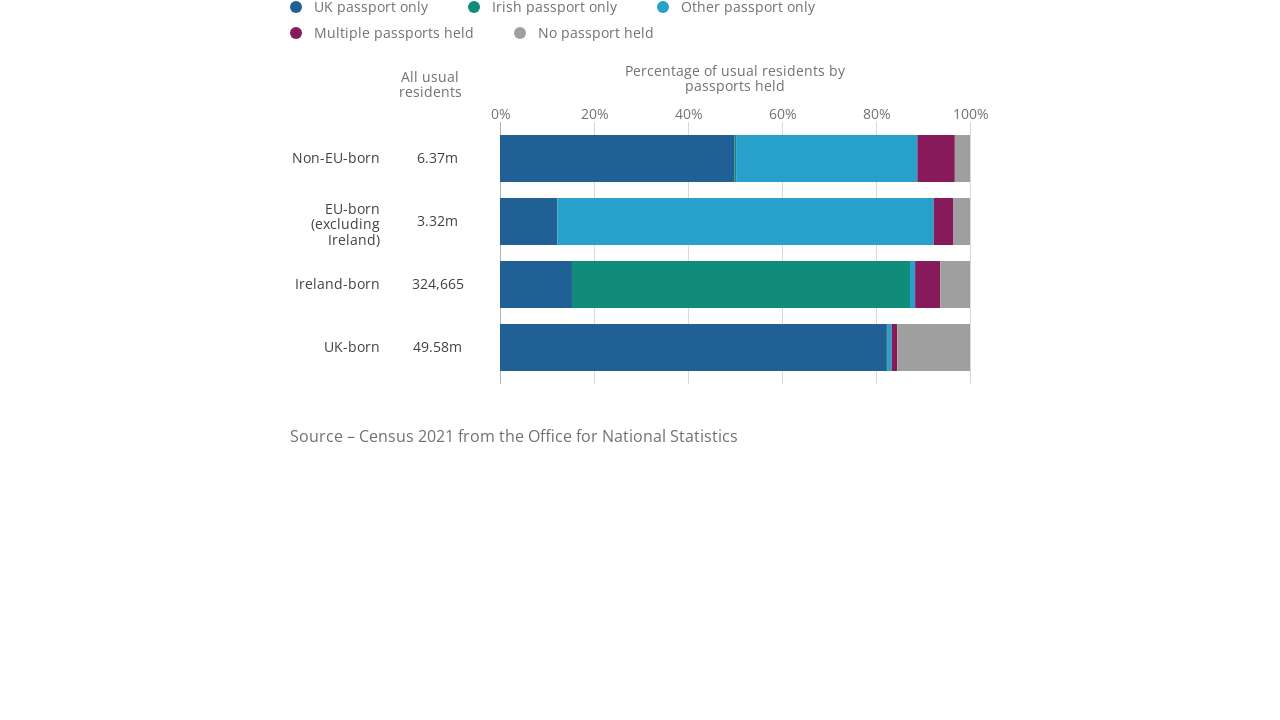 UK passport only Irish passport only Other passport only
Multiple passports held No passport held
All usual
residents
Percentage of usual residents by
passports held
0% 20% 40% 60% 80% 100%
Non-EU-born 6.37m
EU-born
(excluding
Ireland)
3.32m
Ireland-born 324,665
UK-born 49.58m
Source – Census 2021 from the Office for National Statistics